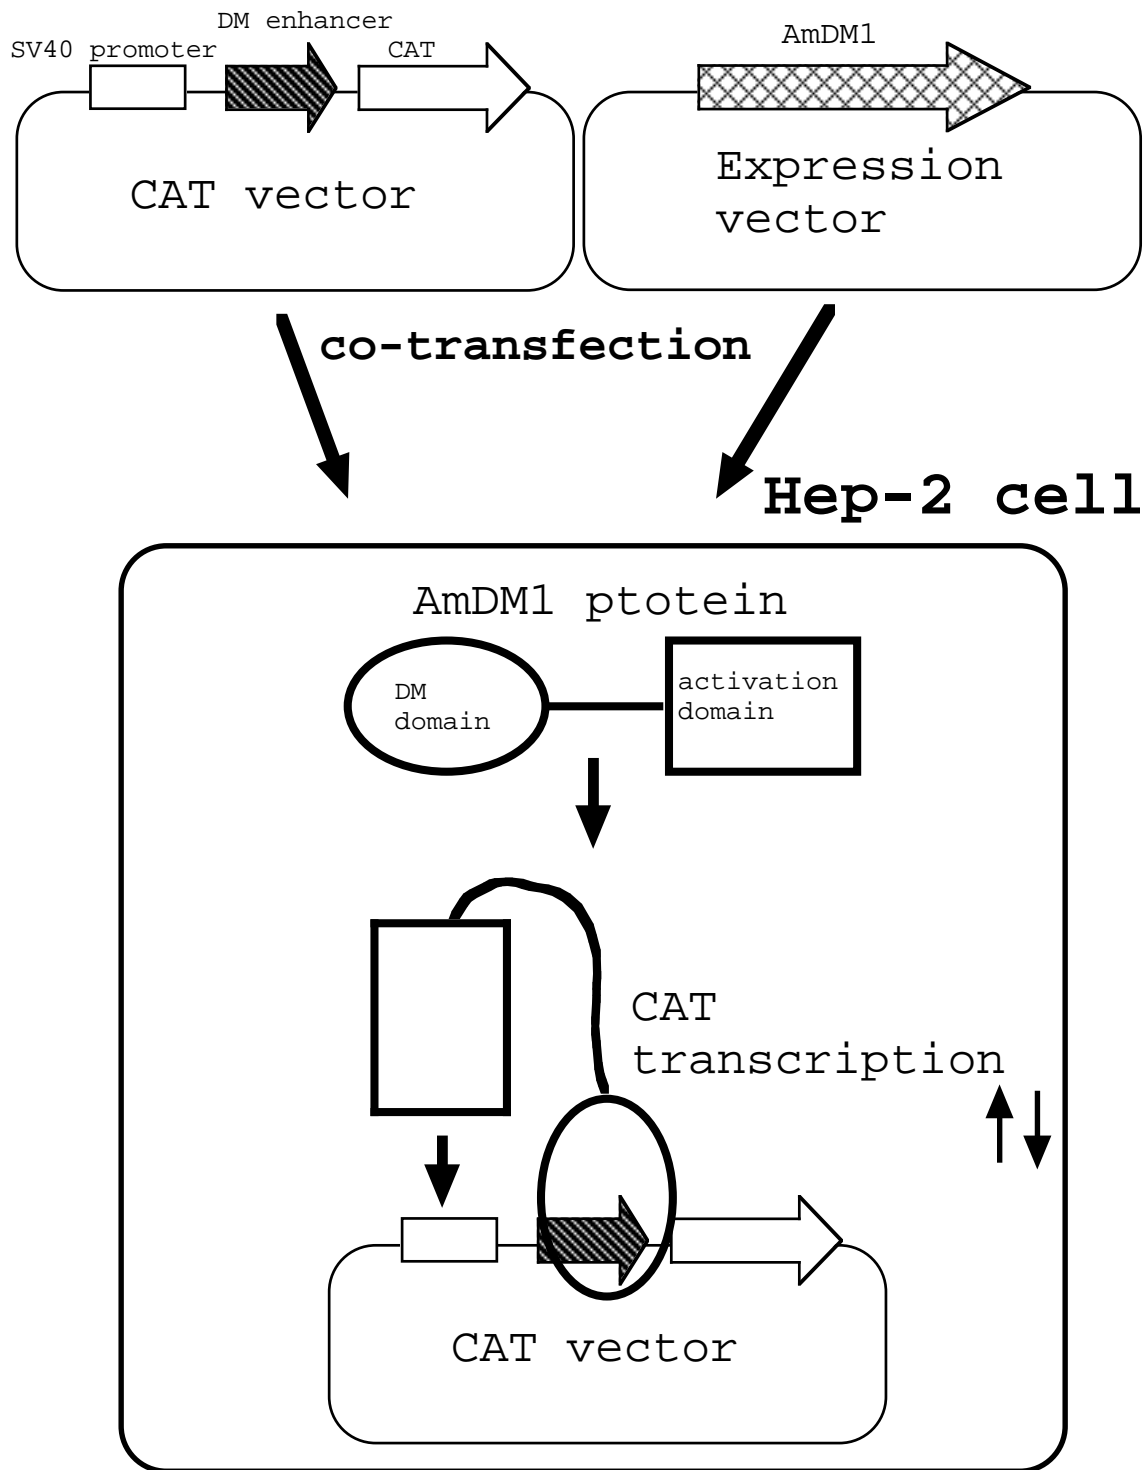 DM enhancer
SV40 promoter
CAT
AmDM1
CAT vector
Expression
vector
co-transfection
Hep-2 cell
AmDM1 ptotein
DM
domain
activation
domain
CAT
transcription
CAT vector